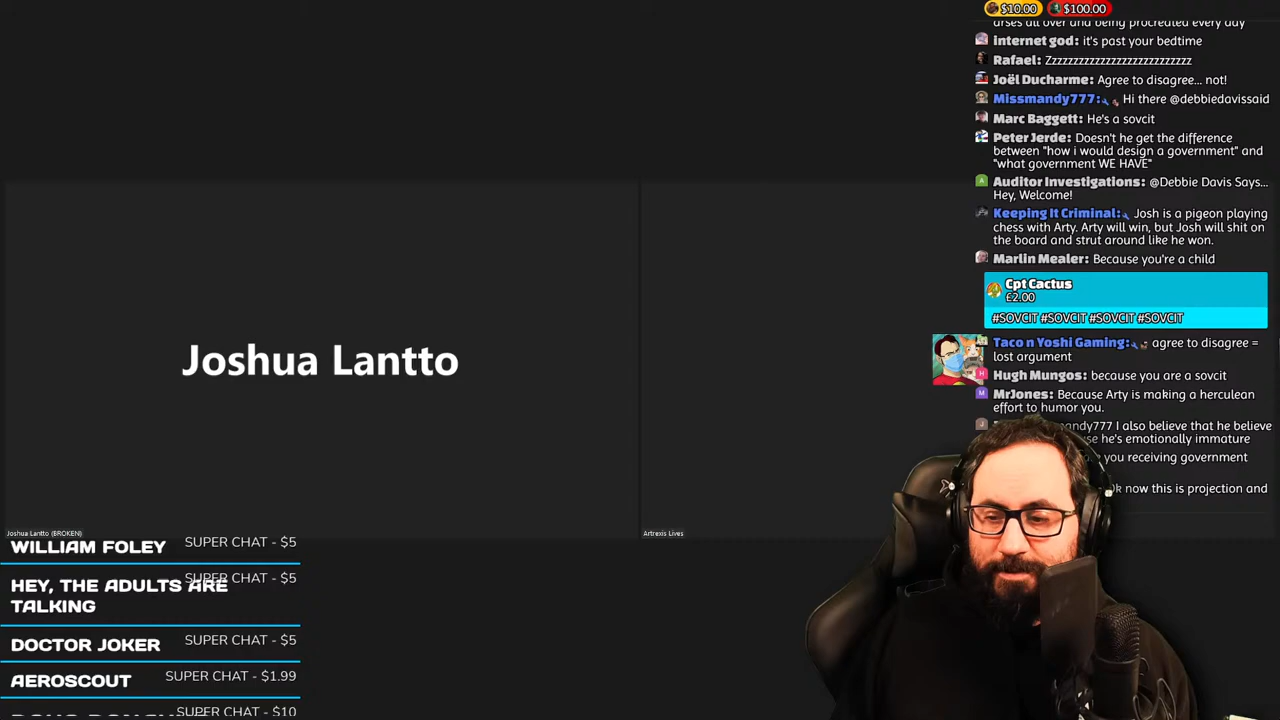 $10.00
$100.00
arses all over and being procreated every day
internet god: it's past your bedtime
Rafael: Zzzzzzzzzzzzzzzzzzzzzzzzzzz
Joël Ducharme: Agree to disagree... not!
Missmandy777: Hi there @debbiedavissaid
Marc Baggett: He's a sovcit
Peter Jerde: Doesn't he get the difference
between "how i would design a government" and
"what government WE HAVE"
Auditor Investigations: @Debbie Davis Says...
Hey, Welcome!
Keeping It Criminal: Josh is a pigeon playing
chess with Arty. Arty will win, but Josh will shit on
the board and strut around like he won.
Marlin Mealer: Because you're a child
Cpt Cactus
£2.00
#SOVCIT #SOVCIT #SOVCIT #SOVCIT
Taco n Yoshi Gaming: agree to disagree =
lost argument
Hugh Mungos: because you are a sovcit
MrJones: Because Arty is making a herculean
effort to humor you.
I also believe that he believe
he's emotionally immature
you receiving government
now this is projection and
Joshua Lantto
Joshua Lantto (BROKEN)
Artrexis Lives
WILLIAM FOLEY SUPER CHAT - $5
HEY, THE ADULTS ARE SUPER CHAT - $5
TALKING
DOCTOR JOKER SUPER CHAT - $5
AEROSCOUT SUPER CHAT - $1.99
SUPER CHAT - $10